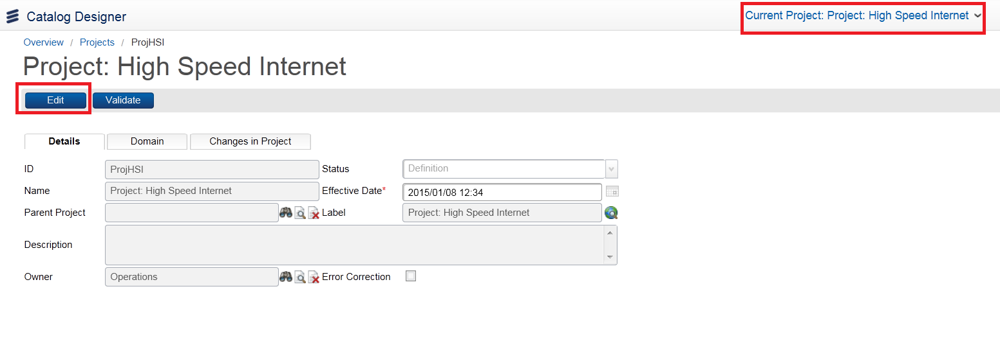 Catalog Designer
Current Project: Project: High Speed Internet
Overview / Projects / ProjHSI
Project: High Speed Internet
Edit Validate
Details Domain Changes in Project
ID ProjHSI Status Definition
Name Project: High Speed Internet Effective Date* 2015/01/08 12:34
Parent Project Label Project: High Speed Internet
Description
Owner Operations Error Correction